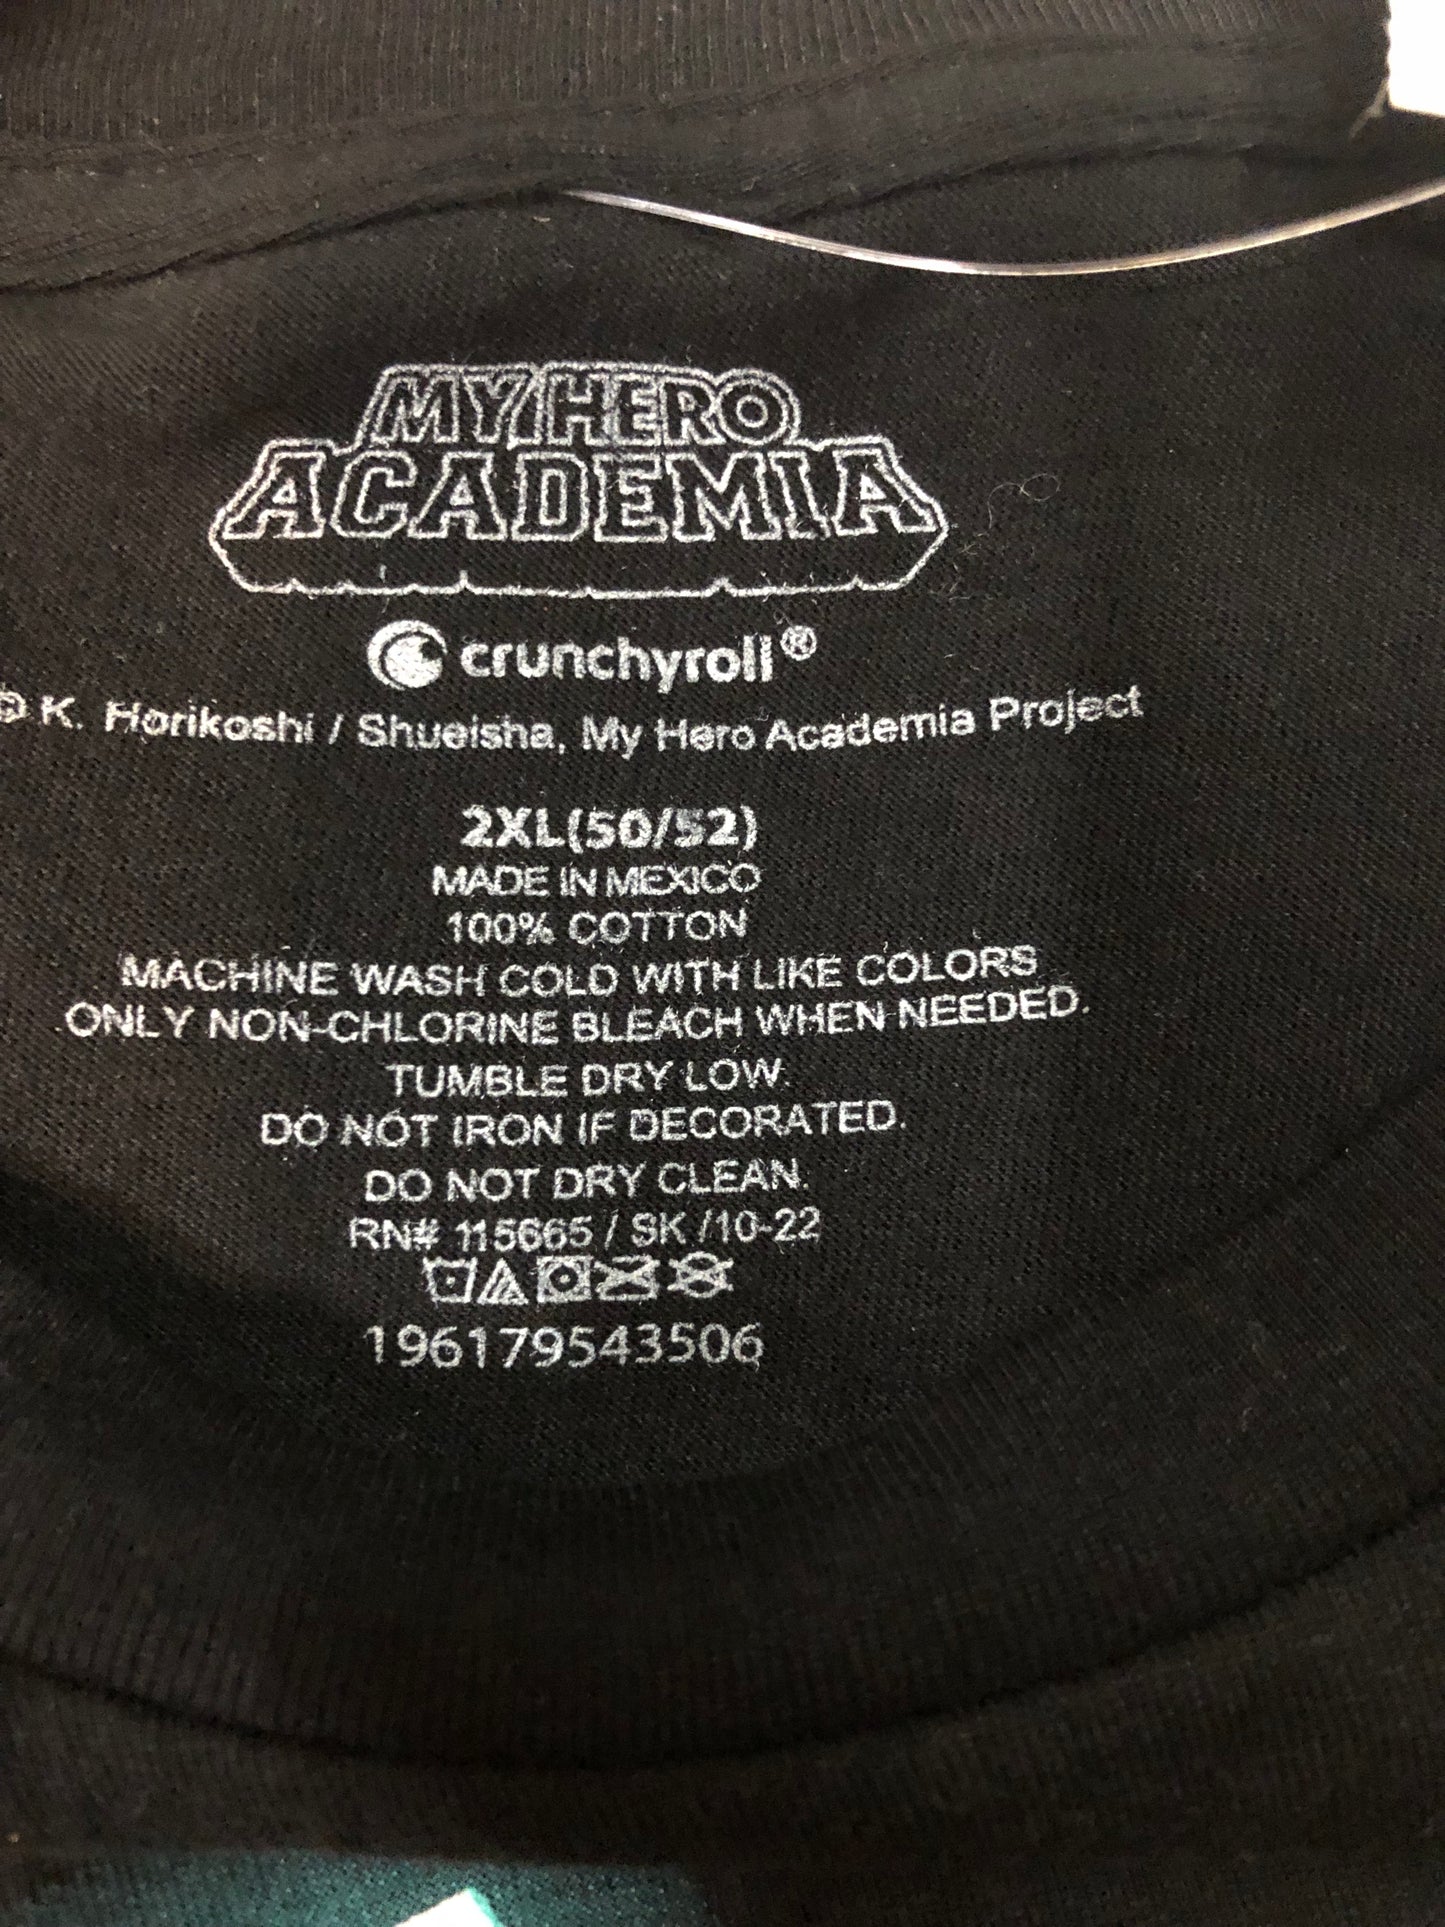 MY HERO
ACADEMIA
crunchyroll®
© K. Horikoshi / Shueisha, My Hero Academia Project
2XL(50/52)
MADE IN MEXICO
100% COTTON
MACHINE WASH COLD WITH LIKE COLORS
ONLY NON-CHLORINE BLEACH WHEN NEEDED.
TUMBLE DRY LOW.
DO NOT IRON IF DECORATED.
DO NOT DRY CLEAN.
RN# 115665 / SK /10-22
196179543506